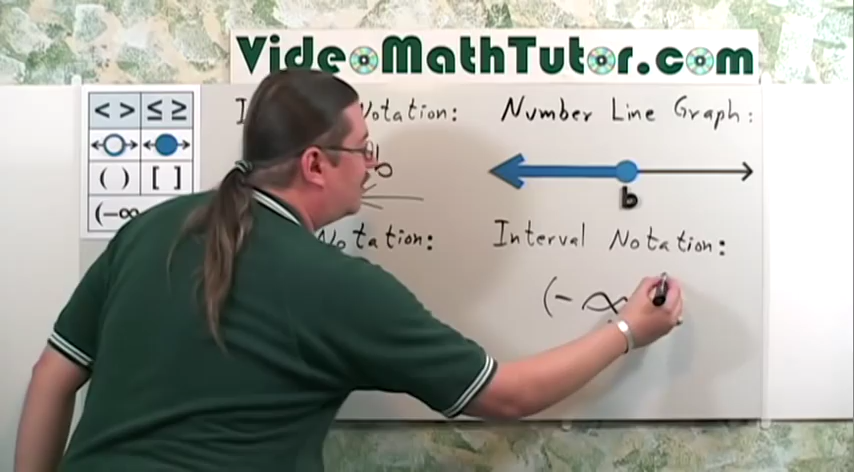 VideoMathTutor.com
< > ≤ ≥
Notation: Number Line Graph:
( ) [ ]
b
(-∞
Notation: Interval Notation:
(-∞